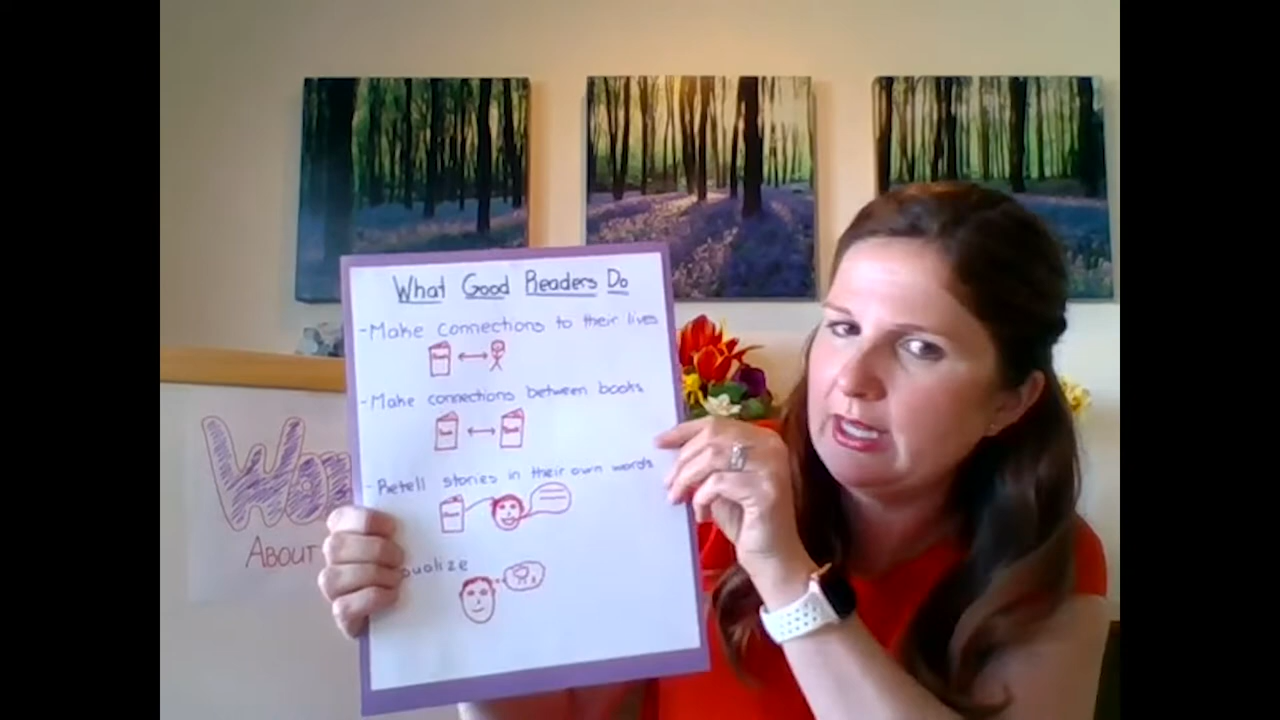 What Good Readers Do
- Make connections to their lives
- Make connections between books
- Retell stories in their own words
ualize
Wor
ABOUT